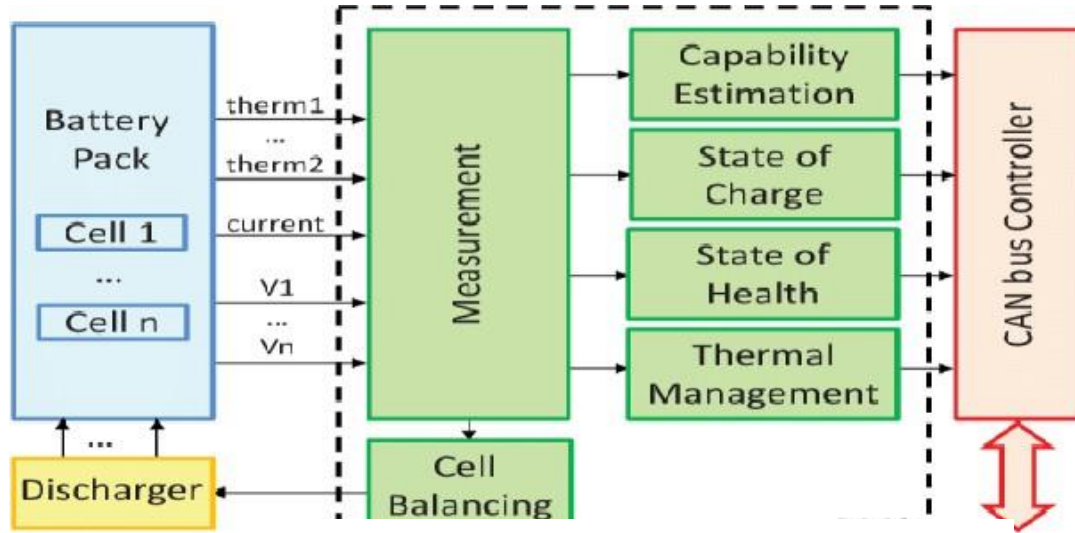 Battery
Pack
Cell 1
...
Cell n
therm1
...
therm2
current
V1
...
Vn
Measurement
Capability
Estimation
State of
Charge
State of
Health
Thermal
Management
CAN bus Controller
...
Discharger
Cell
Balancing